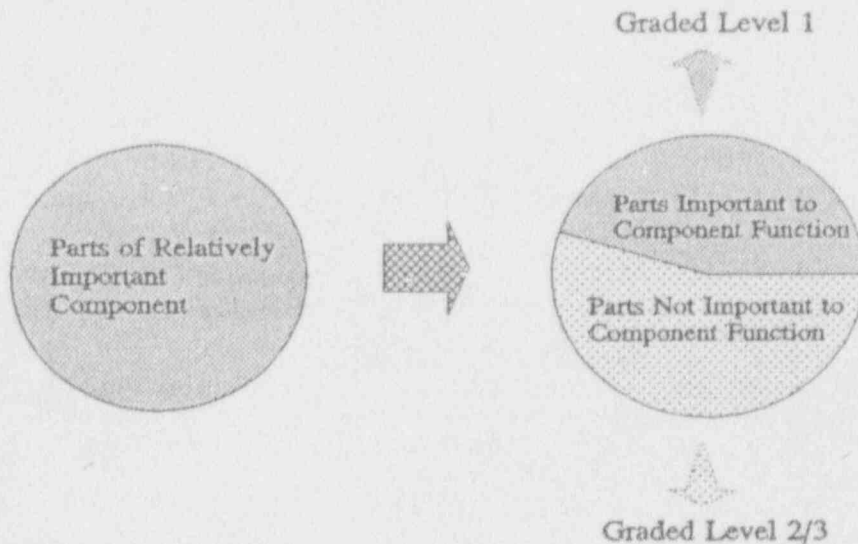 Graded Level 1
Parts of Relatively
Important
Component
Parts Important to
Component Function
Parts Not Important to
Component Function
Graded Level 2/3